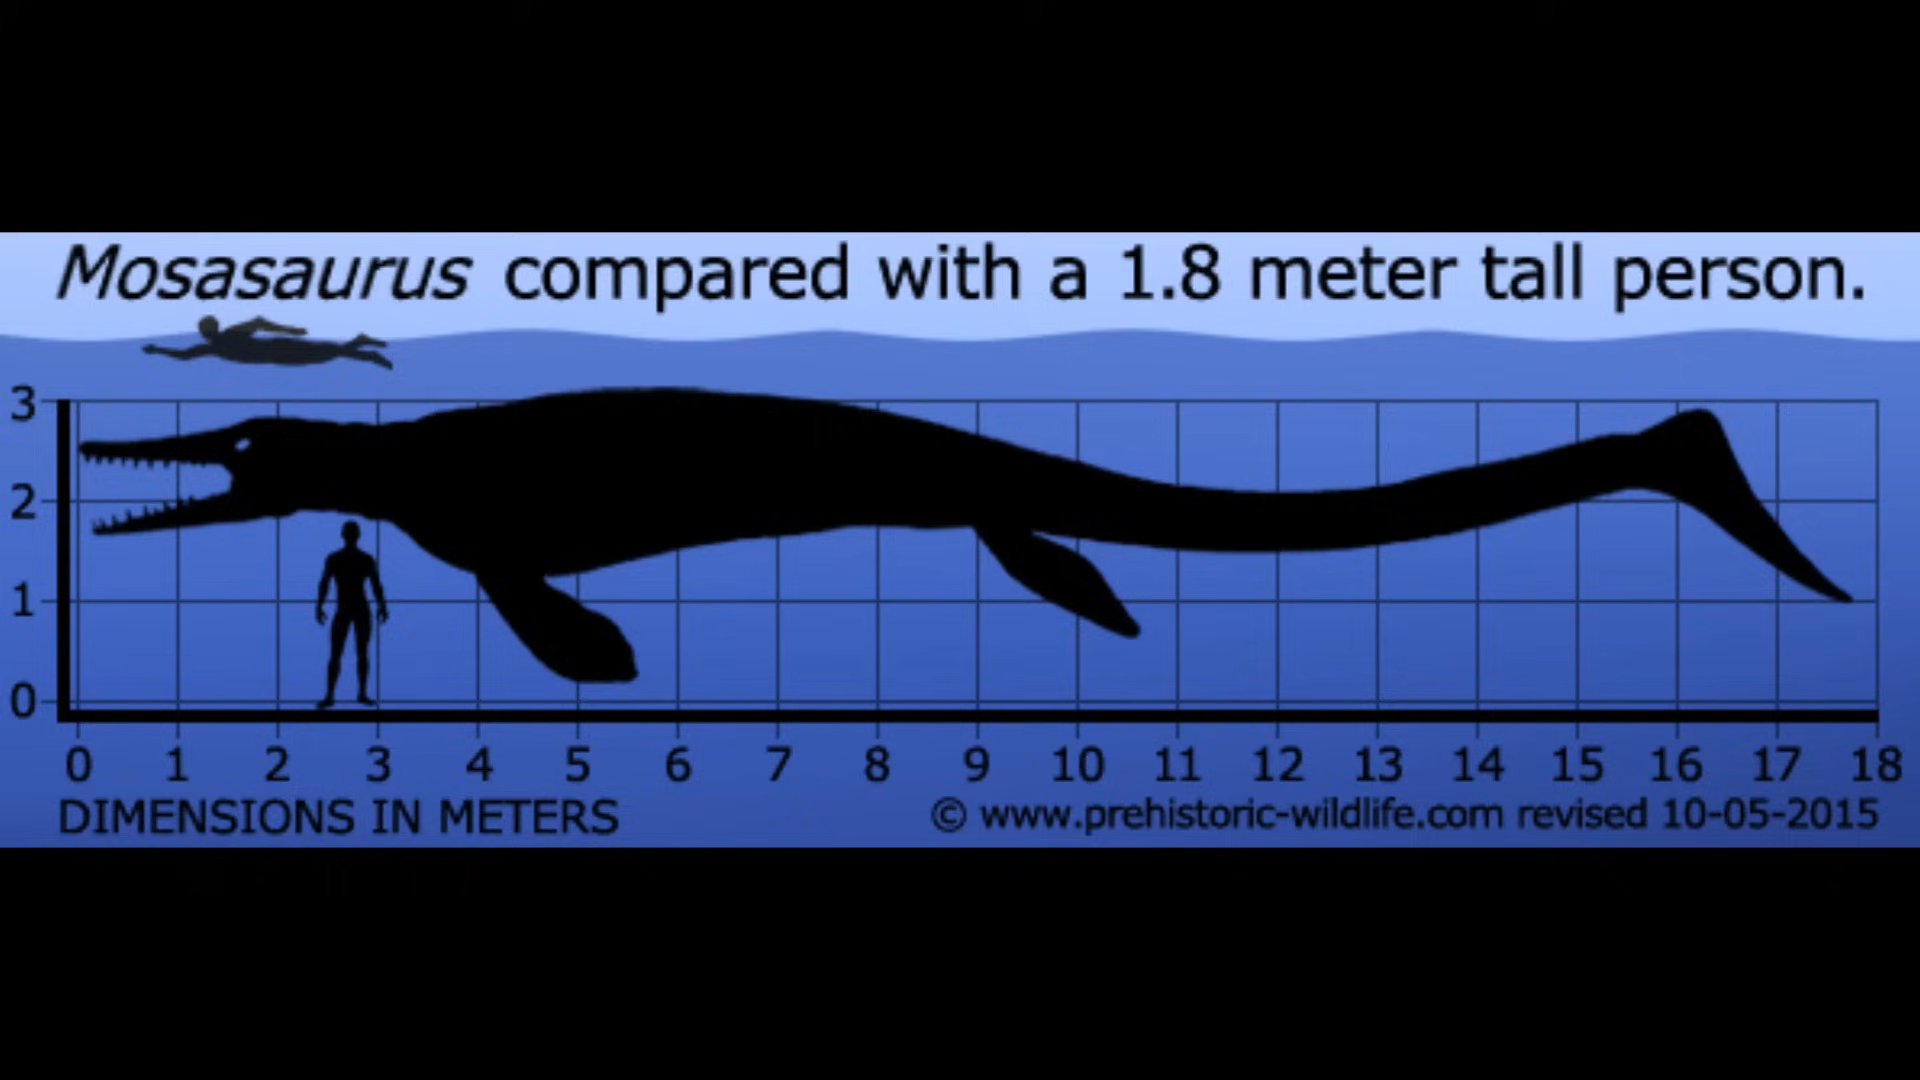 Mosasaurus compared with a 1.8 meter tall person.
3
2
1
0
0 1 2 3 4 5 6 7 8 9 10 11 12 13 14 15 16 17 18
DIMENSIONS IN METERS © www.prehistoric-wildlife.com revised 10-05-2015